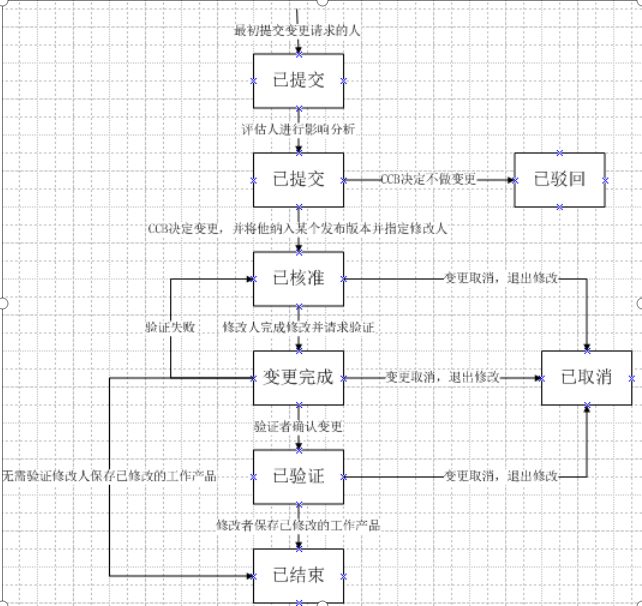 最初提交变更请求的人
已提交
评估人进行影响分析
已提交
CCB决定不做变更
已驳回
CCB决定变更，并将他纳入某个发布版本并指定修改人
已核准
变更取消，退出修改
验证失败
修改人完成修改并请求验证
变更完成
变更取消，退出修改
已取消
验证者确认变更
无需验证修改人保存已修改的工作产品
已验证
变更取消，退出修改
修改者保存已修改的工作产品
已结束